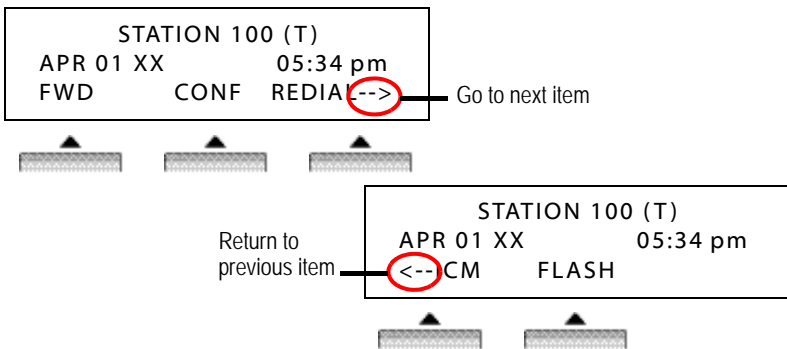 STATION 100 (T)
APR 01 XX 05:34 pm
FWD CONF REDIAL-->
Go to next item
STATION 100 (T)
APR 01 XX 05:34 pm
<-- CM FLASH
Return to
previous item